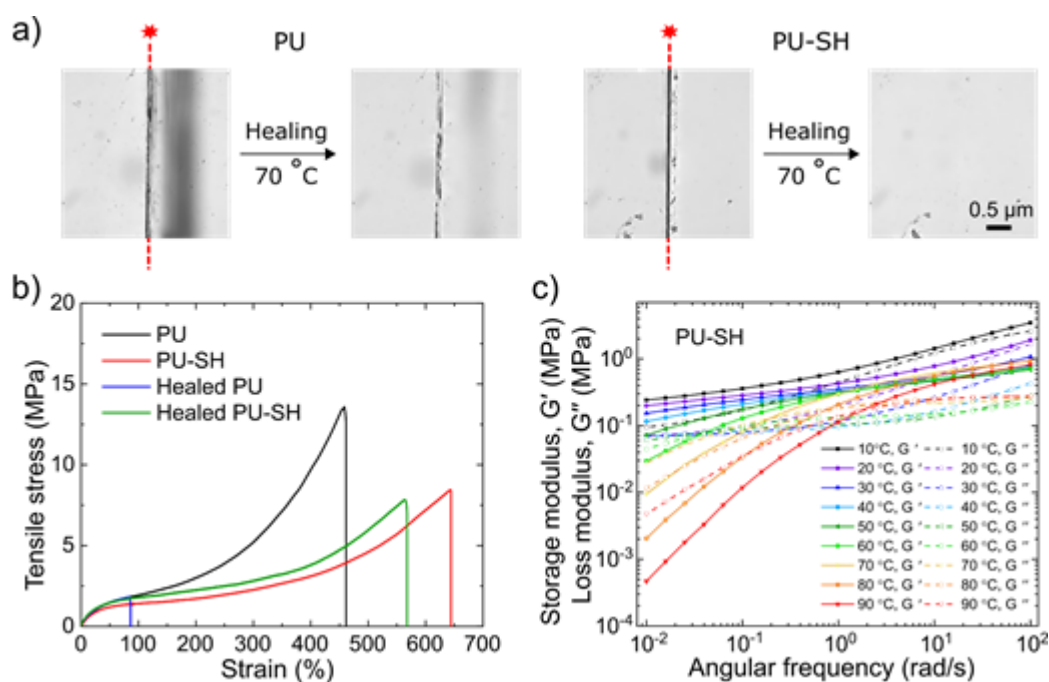 a)
PU
PU-SH
Healing
70 °C
Healing
70 °C
0.5 μm
b)
20
15
10
5
0
Tensile stress (MPa)
PU
PU-SH
Healed PU
Healed PU-SH
0 100 200 300 400 500 600 700
Strain (%)
c)
Storage modulus, G′ (MPa)
Loss modulus, G″ (MPa)
PU-SH
10⁰
10⁻¹
10⁻²
10⁻³
10⁻⁴
10 °C, G ′ 10 °C, G ″
20 °C, G ′ 20 °C, G ″
30 °C, G ′ 30 °C, G ″
40 °C, G ′ 40 °C, G ″
50 °C, G ′ 50 °C, G ″
60 °C, G ′ 60 °C, G ″
70 °C, G ′ 70 °C, G ″
80 °C, G ′ 80 °C, G ″
90 °C, G ′ 90 °C, G ″
10⁻² 10⁻¹ 10⁰ 10¹ 10²
Angular frequency (rad/s)